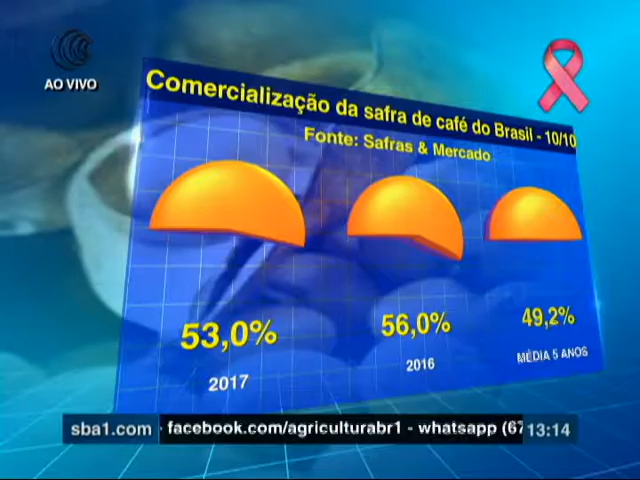 AO VIVO
Comercialização da safra de café do Brasil - 10/10
Fonte: Safras & Mercado
53,0%
56,0%
49,2%
2017
2016
MÉDIA 5 ANOS
sba1.com
facebook.com/agriculturabr1 - whatsapp (67
13:14